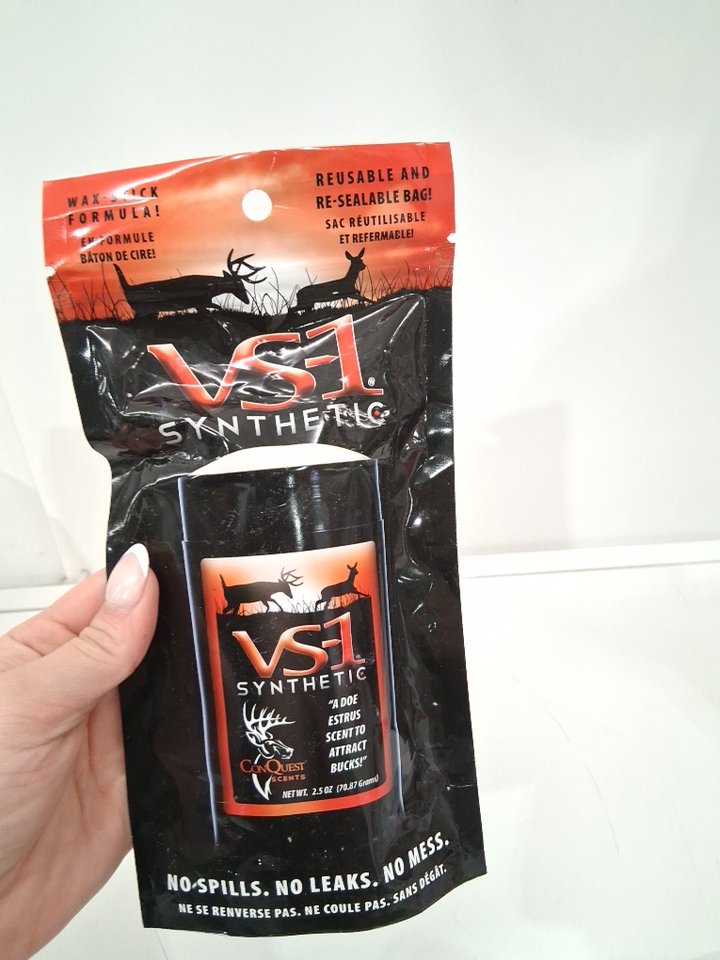 WAX-STICK
FORMULA!
EN FORMULE
BÂTON DE CIRE!
REUSABLE AND
RE-SEALABLE BAG!
SAC RÉUTILISABLE
ET REFERMABLE!
VS-1®
SYNTHETIC
VS-1
SYNTHETIC
"A DOE
ESTRUS
SCENT TO
ATTRACT
BUCKS!"
CONQUEST
SCENTS
NET WT. 2.5 OZ (70.87 Grams)
NO SPILLS. NO LEAKS. NO MESS.
NE SE RENVERSE PAS. NE COULE PAS. SANS DÉGÂT.